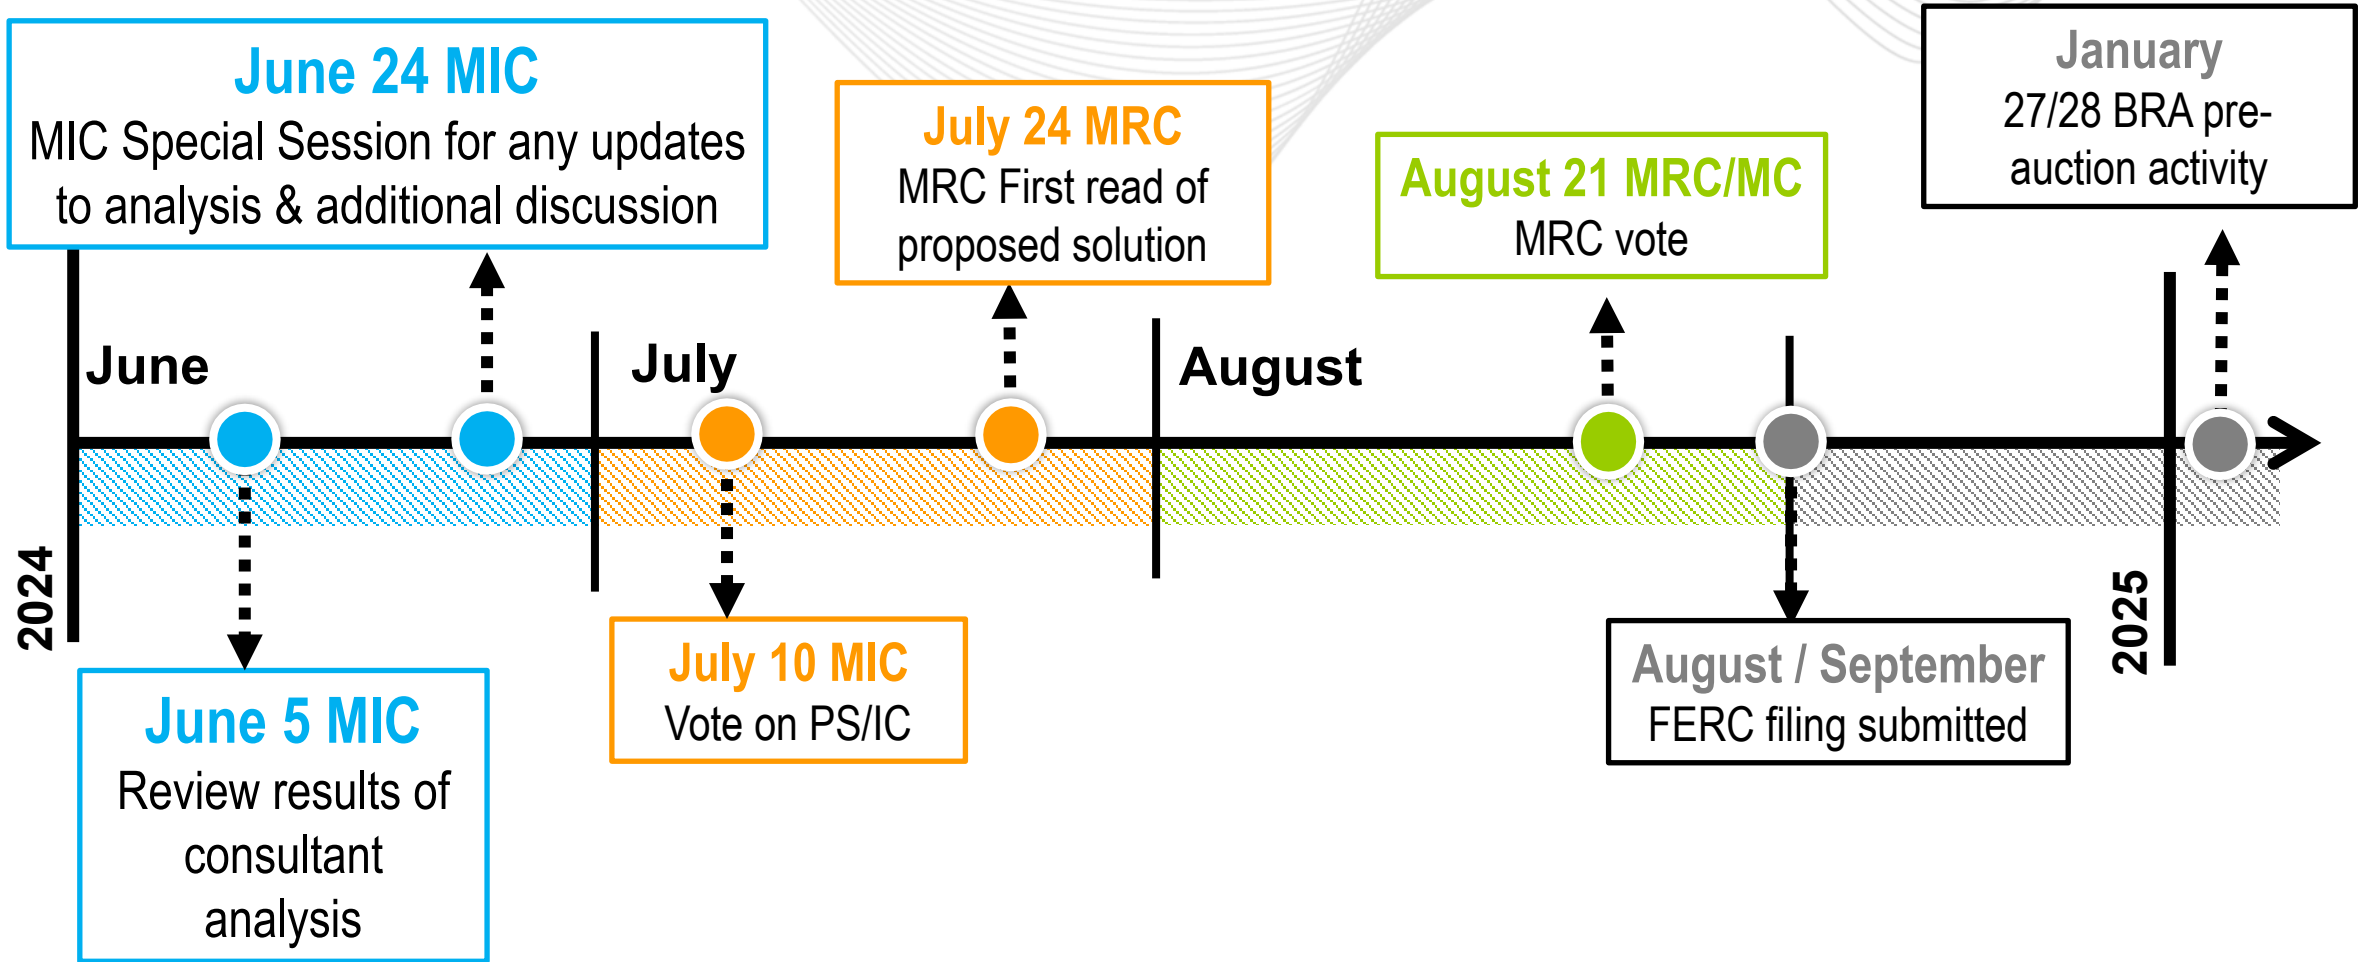 June 24 MIC
MIC Special Session for any updates
to analysis & additional discussion
July 24 MRC
MRC First read of
proposed solution
August 21 MRC/MC
MRC vote
January
27/28 BRA pre-
auction activity
June
July
August
2024
2025
June 5 MIC
Review results of
consultant
analysis
July 10 MIC
Vote on PS/IC
August / September
FERC filing submitted